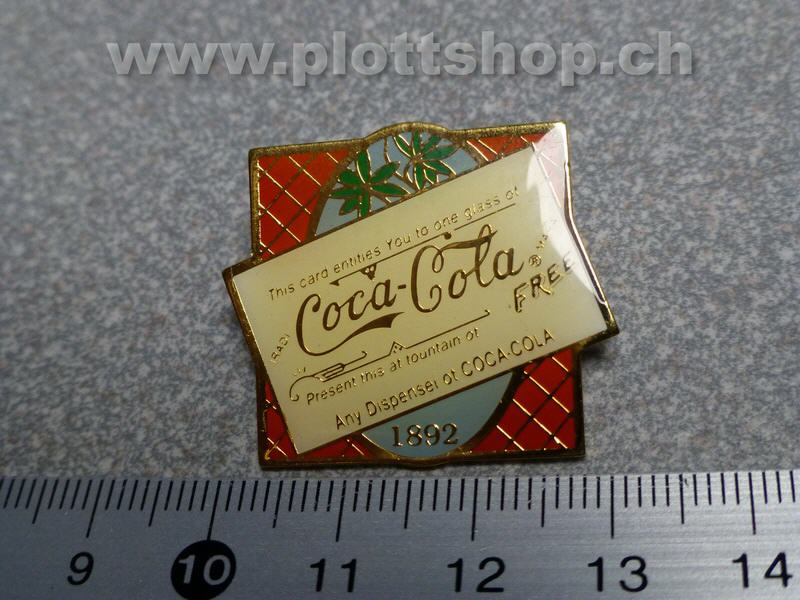 www.plottshop.ch
This card entitles You to one glass of
Coca-Cola ®
FREE
Present this at fountain of
Any Dispenser of COCA-COLA
1892
9 10 11 12 13 14